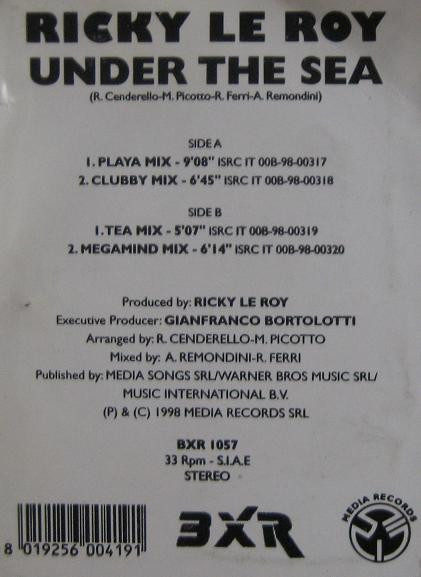 RICKY LE ROY
UNDER THE SEA
(R. Cenderello-M. Picotto-R. Ferri-A. Remondini)
SIDE A
1. PLAYA MIX - 9'08" ISRC IT 00B-98-00317
2. CLUBBY MIX - 6'45" ISRC IT 00B-98-00318
SIDE B
1. TEA MIX - 5'07" ISRC IT 00B-98-00319
2. MEGAMIND MIX - 6'14" ISRC IT 00B-98-00320
Produced by: RICKY LE ROY
Executive Producer: GIANFRANCO BORTOLOTTI
Arranged by: R. CENDERELLO-M. PICOTTO
Mixed by: A. REMONDINI-R. FERRI
Published by: MEDIA SONGS SRL/WARNER BROS MUSIC SRL/
MUSIC INTERNATIONAL B.V.
(P) & (C) 1998 MEDIA RECORDS SRL
BXR 1057
33 Rpm - S.I.A.E
STEREO
8 019256 004191
BXR
MEDIA RECORDS